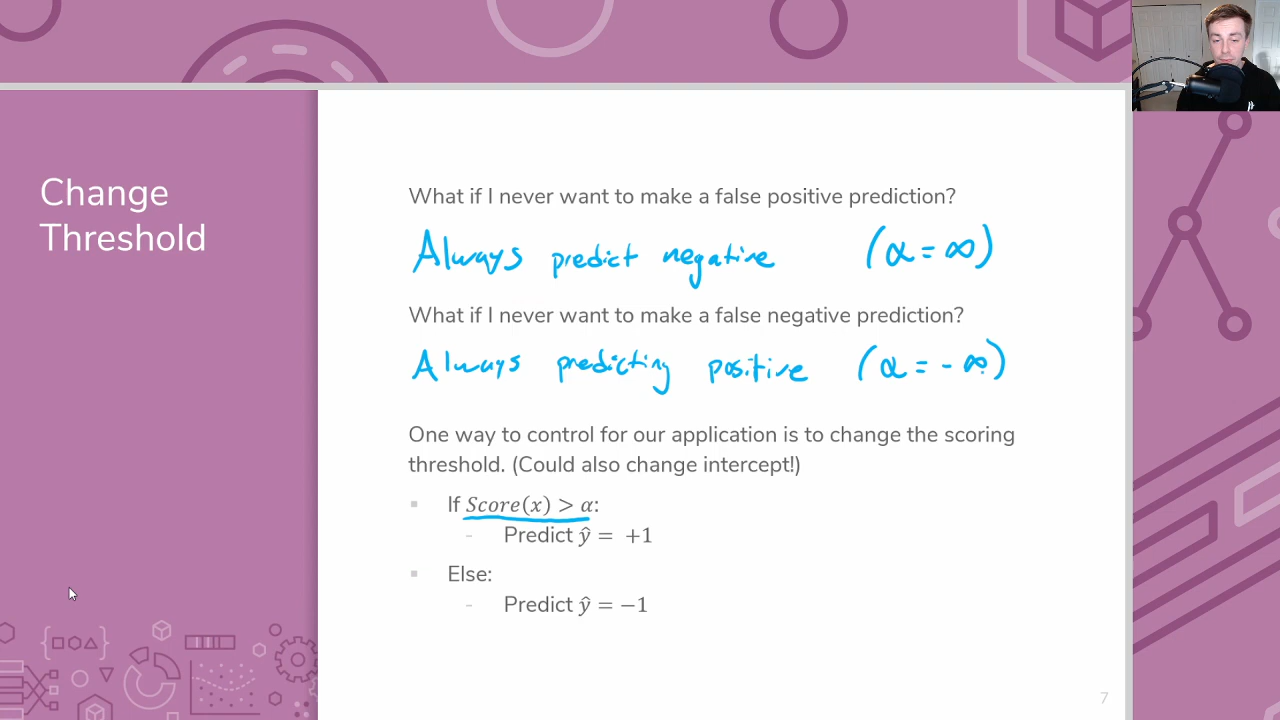 Change
Threshold
What if I never want to make a false positive prediction?
Always predict negative (α = ∞)
What if I never want to make a false negative prediction?
Always predicting positive (α = - ∞)
One way to control for our application is to change the scoring
threshold. (Could also change intercept!)
▪ If Score(x) > α:
- Predict ŷ = +1
▪ Else:
- Predict ŷ = −1
7